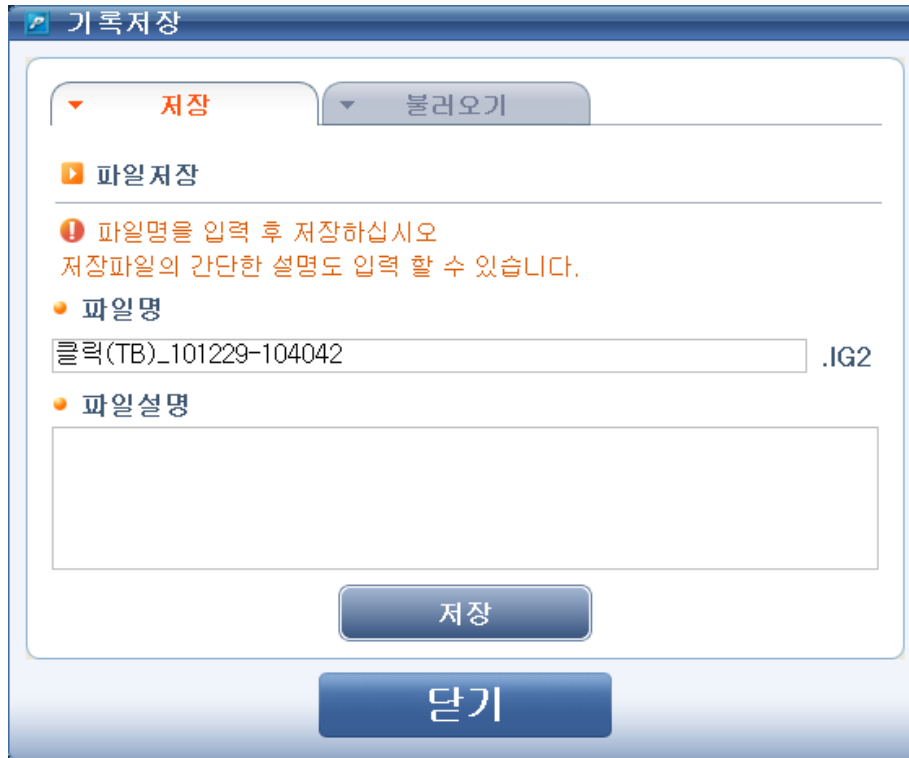 기록저장
저장
불러오기
파일저장
파일명을 입력 후 저장하십시오
저장파일의 간단한 설명도 입력 할 수 있습니다.
파일명
클릭(TB)_101229-104042
.IG2
파일설명
저장
닫기